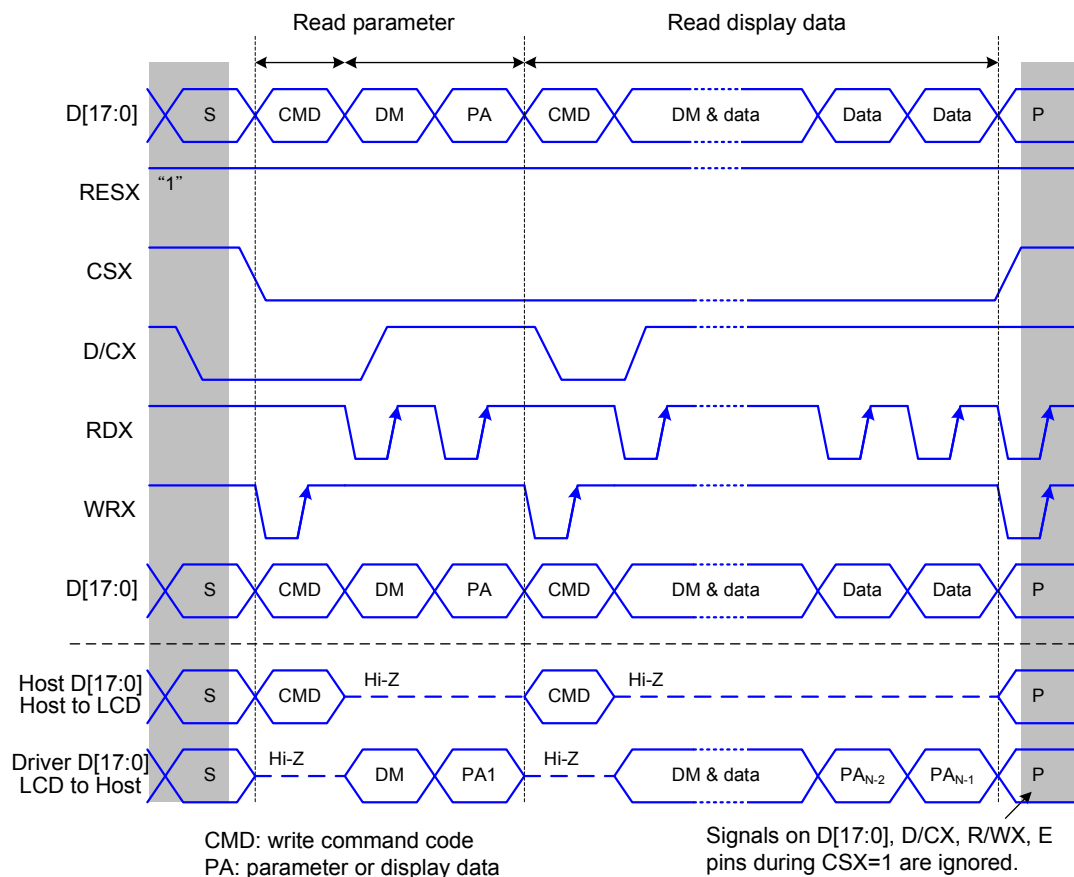 Read parameter Read display data
D[17:0] S CMD DM PA CMD DM & data Data Data P
RESX “1”
CSX
D/CX
RDX
WRX
D[17:0] S CMD DM PA CMD DM & data Data Data P
Host D[17:0]
Host to LCD
S CMD Hi-Z CMD Hi-Z P
Driver D[17:0]
LCD to Host
S Hi-Z DM PA1 Hi-Z DM & data PAN-2 PAN-1 P
CMD: write command code
PA: parameter or display data
Signals on D[17:0], D/CX, R/WX, E
pins during CSX=1 are ignored.